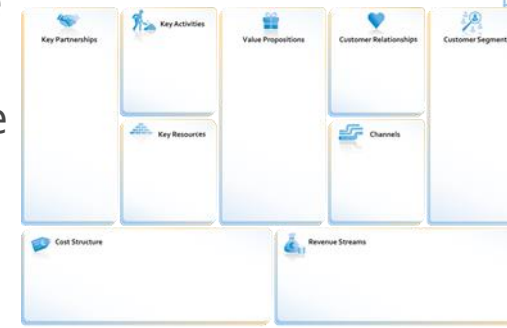 Key Partnerships
Key Activities
Value Propositions
Customer Relationships
Customer Segment
Key Resources
Channels
Cost Structure
Revenue Streams